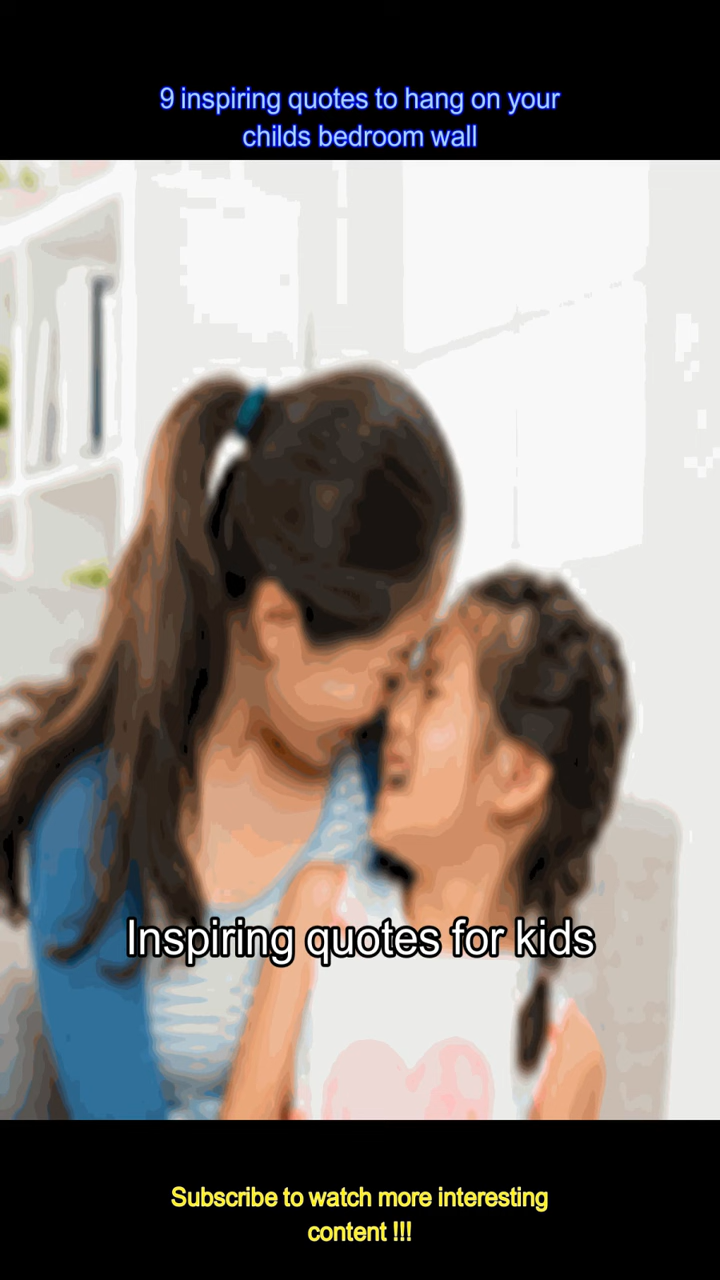 9 inspiring quotes to hang on your
childs bedroom wall
Inspiring quotes for kids
Subscribe to watch more interesting
content !!!